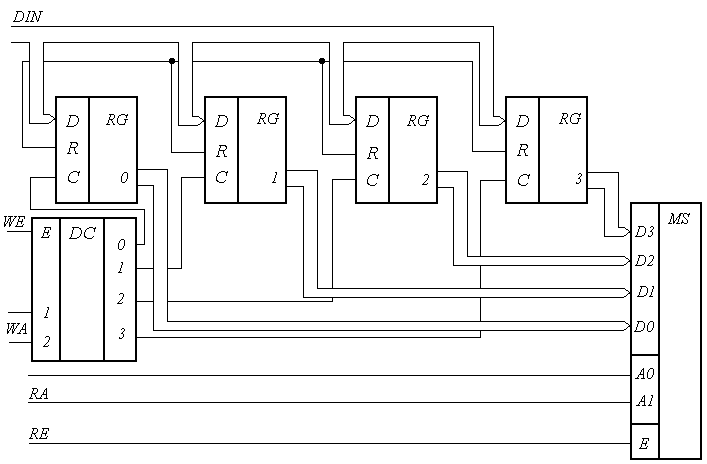 DIN
D RG
R
C 0
D RG
R
C 1
D RG
R
C 2
D RG
R
C 3
WE E DC 0
1
2
1
WA 2 3
D3 MS
D2
D1
D0
A0
RA A1
RE E